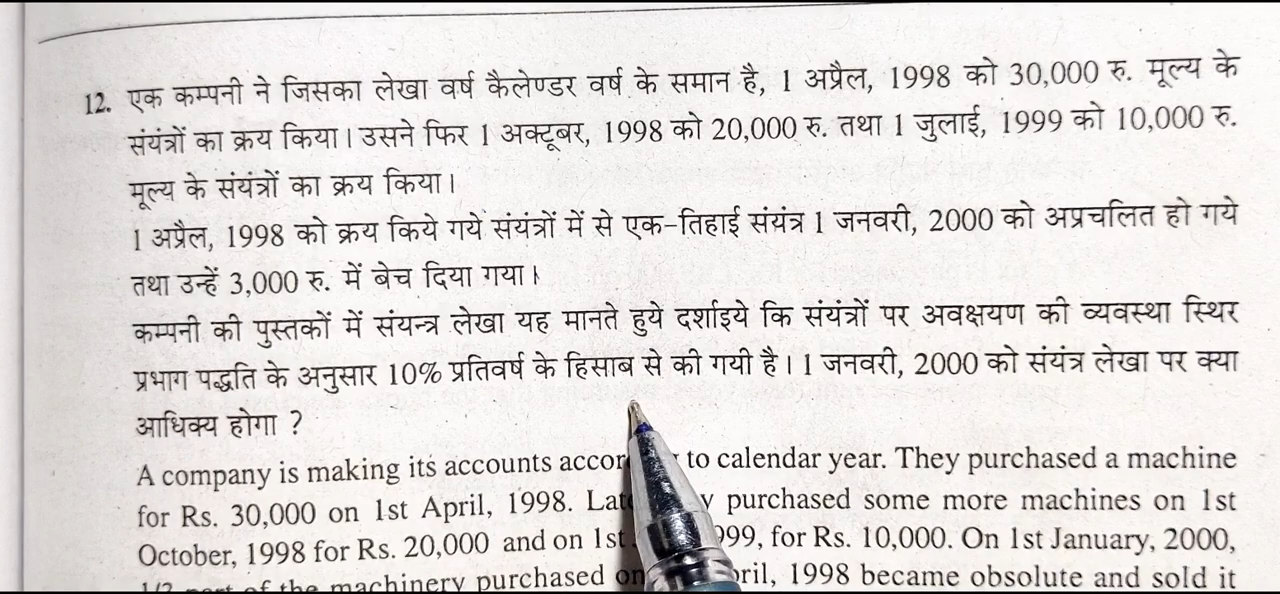 12. एक कम्पनी ने जिसका लेखा वर्ष कैलेण्डर वर्ष के समान है, 1 अप्रैल, 1998 को 30,000 रु. मूल्य के
संयंत्रों का क्रय किया। उसने फिर 1 अक्टूबर, 1998 को 20,000 रु. तथा 1 जुलाई, 1999 को 10,000 रु.
मूल्य के संयंत्रों का क्रय किया।
1 अप्रैल, 1998 को क्रय किये गये संयंत्रों में से एक-तिहाई संयंत्र 1 जनवरी, 2000 को अप्रचलित हो गये
तथा उन्हें 3,000 रु. में बेच दिया गया।
कम्पनी की पुस्तकों में संयन्त्र लेखा यह मानते हुये दर्शाइये कि संयंत्रों पर अवक्षयण की व्यवस्था स्थिर
प्रभाग पद्धति के अनुसार 10% प्रतिवर्ष के हिसाब से की गयी है। 1 जनवरी, 2000 को संयंत्र लेखा पर क्या
आधिक्य होगा ?
A company is making its accounts to calendar year. They purchased a machine
for Rs. 30,000 on 1st April, 1998. purchased some more machines on 1st
October, 1998 for Rs. 20,000 and on 1st for Rs. 10,000. On 1st January, 2000,
part of the machinery purchased 1998 became obsolete and sold it